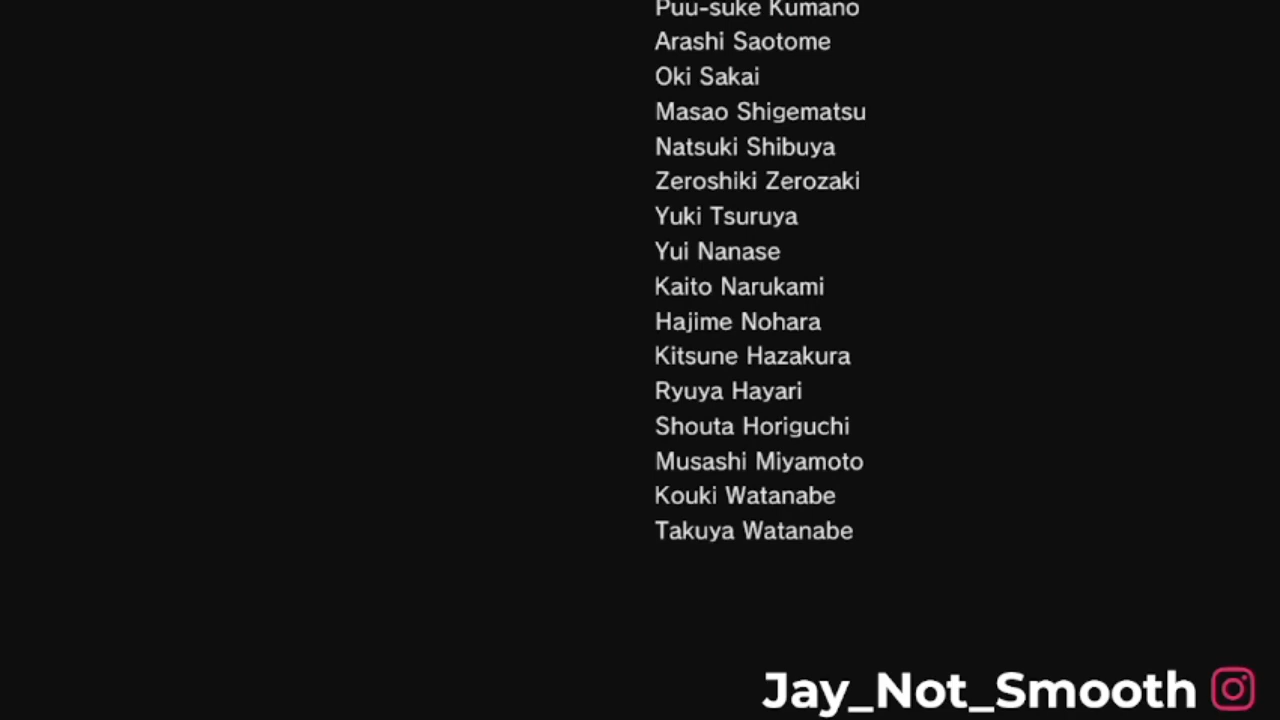 Puu-suke Kumano
Arashi Saotome
Oki Sakai
Masao Shigematsu
Natsuki Shibuya
Zeroshiki Zerozaki
Yuki Tsuruya
Yui Nanase
Kaito Narukami
Hajime Nohara
Kitsune Hazakura
Ryuya Hayari
Shouta Horiguchi
Musashi Miyamoto
Kouki Watanabe
Takuya Watanabe
Jay_Not_Smooth